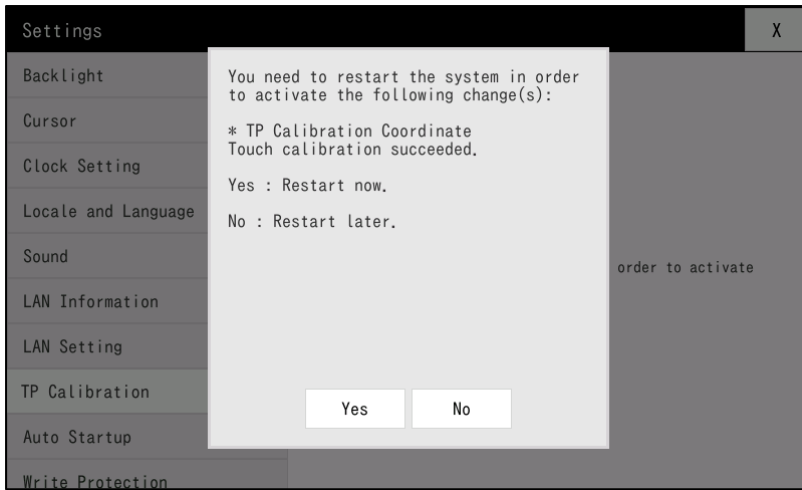 Settings
X
Backlight
Cursor
Clock Setting
Locale and Language
Sound
LAN Information
LAN Setting
TP Calibration
Auto Startup
Write Protection
You need to restart the system in order
to activate the following change(s):
* TP Calibration Coordinate
Touch calibration succeeded.
Yes : Restart now.
No : Restart later.
Yes
No
order to activate